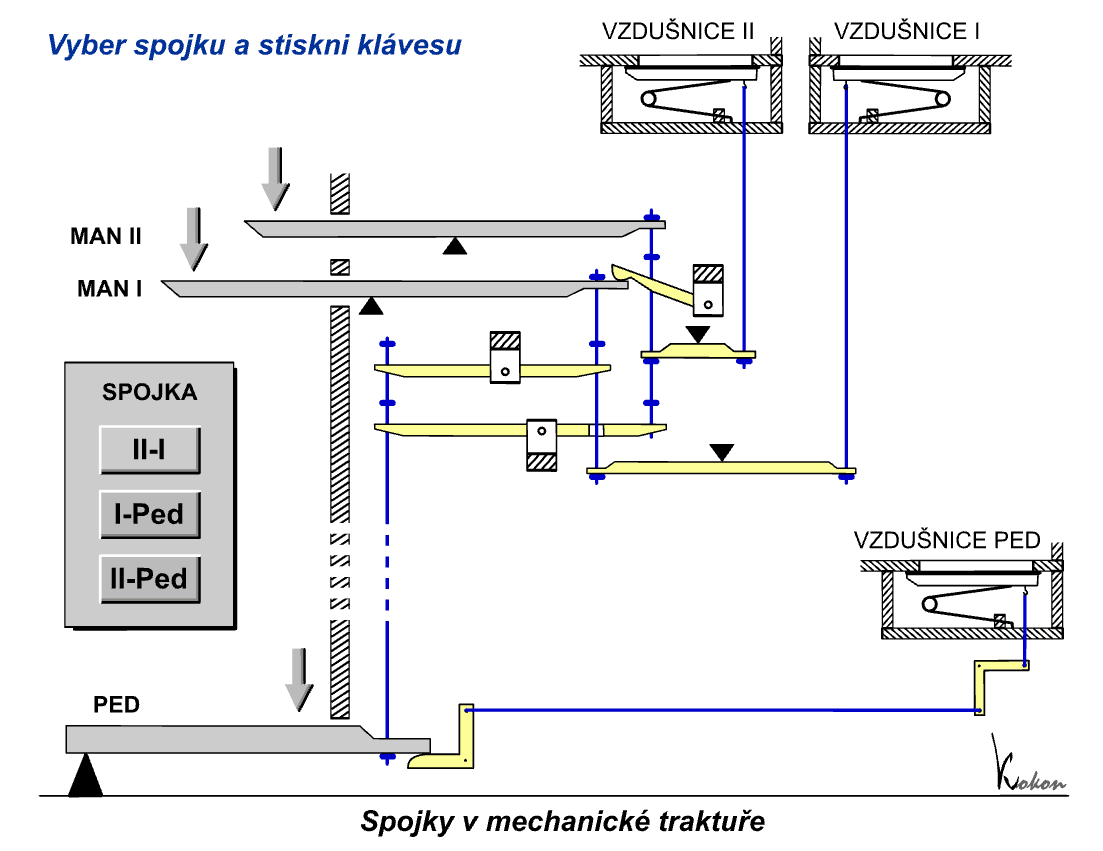 Vyber spojku a stiskni klávesu
VZDUŠNICE II
VZDUŠNICE I
MAN II
MAN I
SPOJKA
II-I
I-Ped
II-Ped
VZDUŠNICE PED
PED
Kokon
Spojky v mechanické traktuře